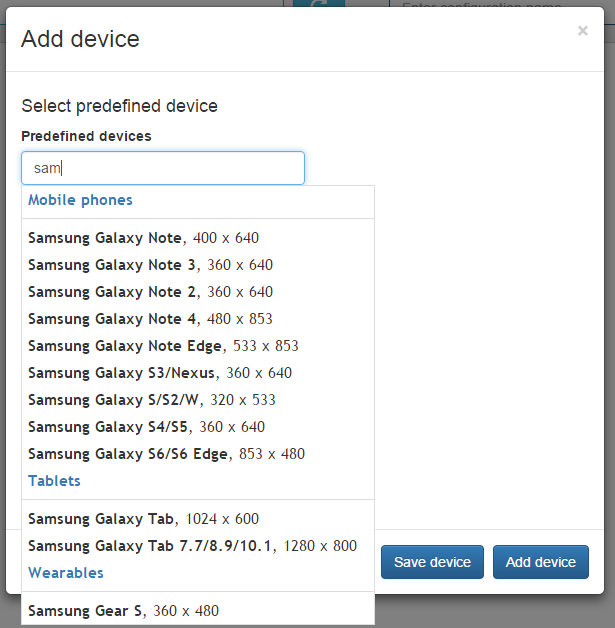 Enter configuration name
Add device
×
Select predefined device
Predefined devices
sam
Mobile phones
Samsung Galaxy Note, 400 x 640
Samsung Galaxy Note 3, 360 x 640
Samsung Galaxy Note 2, 360 x 640
Samsung Galaxy Note 4, 480 x 853
Samsung Galaxy Note Edge, 533 x 853
Samsung Galaxy S3/Nexus, 360 x 640
Samsung Galaxy S/S2/W, 320 x 533
Samsung Galaxy S4/S5, 360 x 640
Samsung Galaxy S6/S6 Edge, 853 x 480
Tablets
Samsung Galaxy Tab, 1024 x 600
Samsung Galaxy Tab 7.7/8.9/10.1, 1280 x 800
Wearables
Samsung Gear S, 360 x 480
Save device
Add device